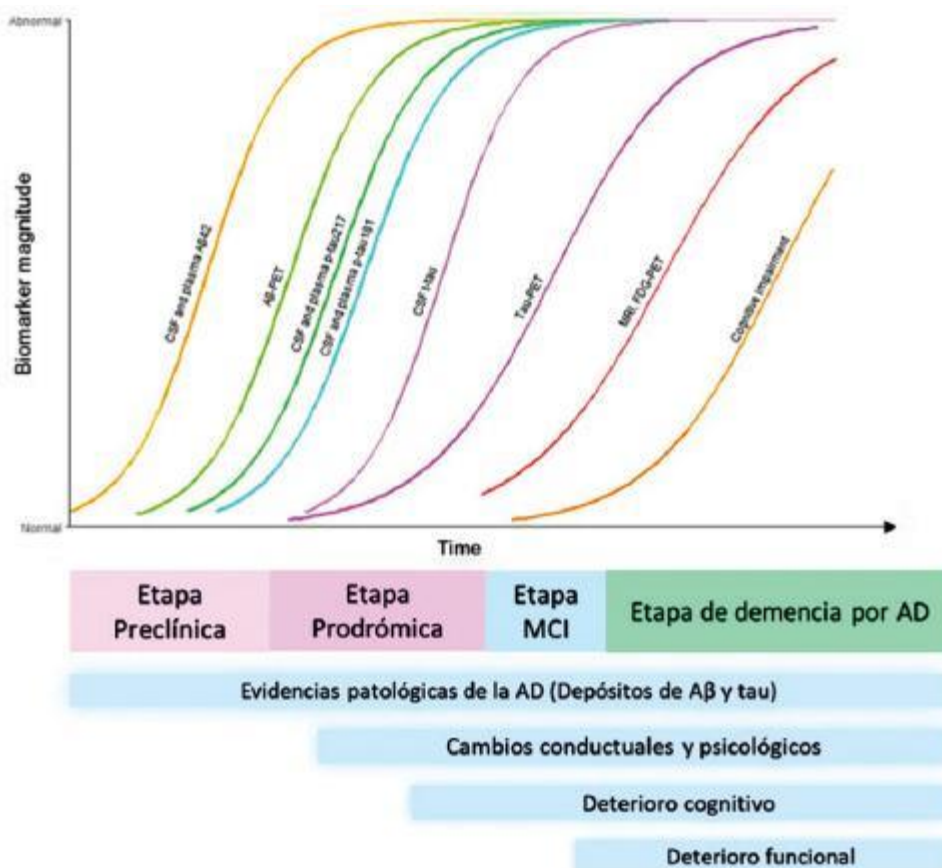 Abnormal
Biomarker magnitude
CSF and plasma Aβ42
Aβ-PET
CSF and plasma p-tau217
CSF and plasma p-tau181
CSF t-tau
Tau-PET
MRI, FDG-PET
Cognitive impairment
Normal
Time
Etapa
Preclínica
Etapa
Prodrómica
Etapa
MCI
Etapa de demencia por AD
Evidencias patológicas de la AD (Depósitos de Aβ y tau)
Cambios conductuales y psicológicos
Deterioro cognitivo
Deterioro funcional